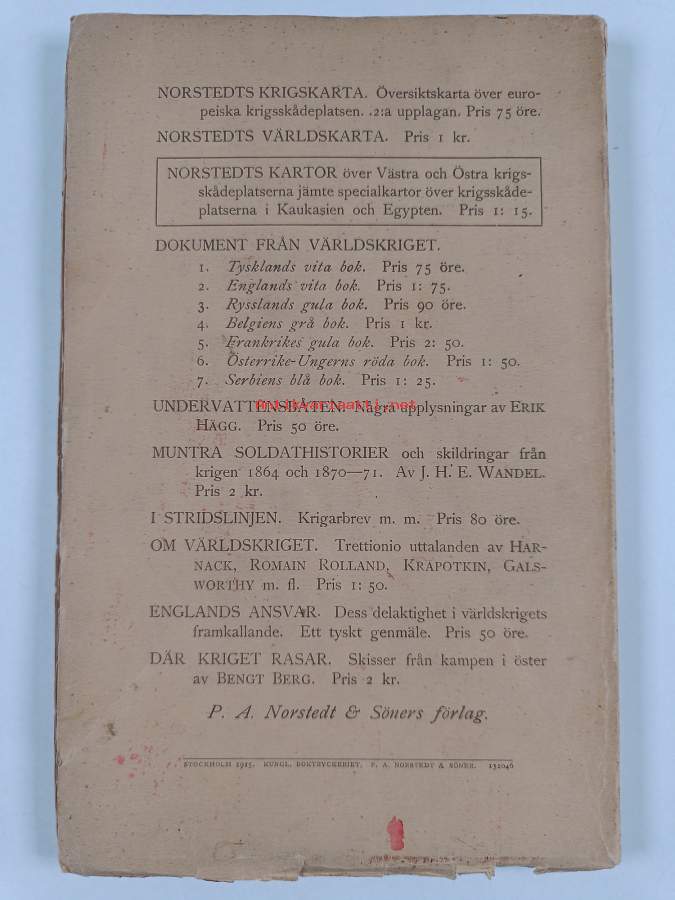 NORSTEDTS KRIGSKARTA. Översiktskarta över euro-
peiska krigsskådeplatsen. 2:a upplagan. Pris 75 öre.
NORSTEDTS VÄRLDSKARTA. Pris 1 kr.
NORSTEDTS KARTOR över Västra och Östra krigs-
skådeplatserna jämte specialkartor över krigsskåde-
platserna i Kaukasien och Egypten. Pris 1: 15.
DOKUMENT FRÅN VÄRLDSKRIGET.
1. Tysklands vita bok. Pris 75 öre.
2. Englands vita bok. Pris 1: 75.
3. Rysslands gula bok. Pris 90 öre.
4. Belgiens grå bok. Pris 1 kr.
5. Frankrikes gula bok. Pris 2: 50.
6. Österrike-Ungerns röda bok. Pris 1: 50.
7. Serbiens blå bok. Pris 1: 25.
UNDERVATTENSBÅTEN. Några upplysningar av ERIK
HÄGG. Pris 50 öre.
MUNTRA SOLDATHISTORIER och skildringar från
krigen 1864 och 1870—71. Av J. H. E. WANDEL.
Pris 2 kr.
I STRIDSLINJEN. Krigarbrev m. m. Pris 80 öre.
OM VÄRLDSKRIGET. Trettionio uttalanden av HAR-
NACK, ROMAIN ROLLAND, KRAPOTKIN, GALS-
WORTHY m. fl. Pris 1: 50.
ENGLANDS ANSVAR. Dess delaktighet i världskrigets
framkallande. Ett tyskt genmäle. Pris 50 öre.
DÄR KRIGET RASAR. Skisser från kampen i öster
av BENGT BERG. Pris 2 kr.
P. A. Norstedt & Söners förlag.
STOCKHOLM 1915. KUNGL. BOKTRYCKERIET. P. A. NORSTEDT & SÖNER. 152046